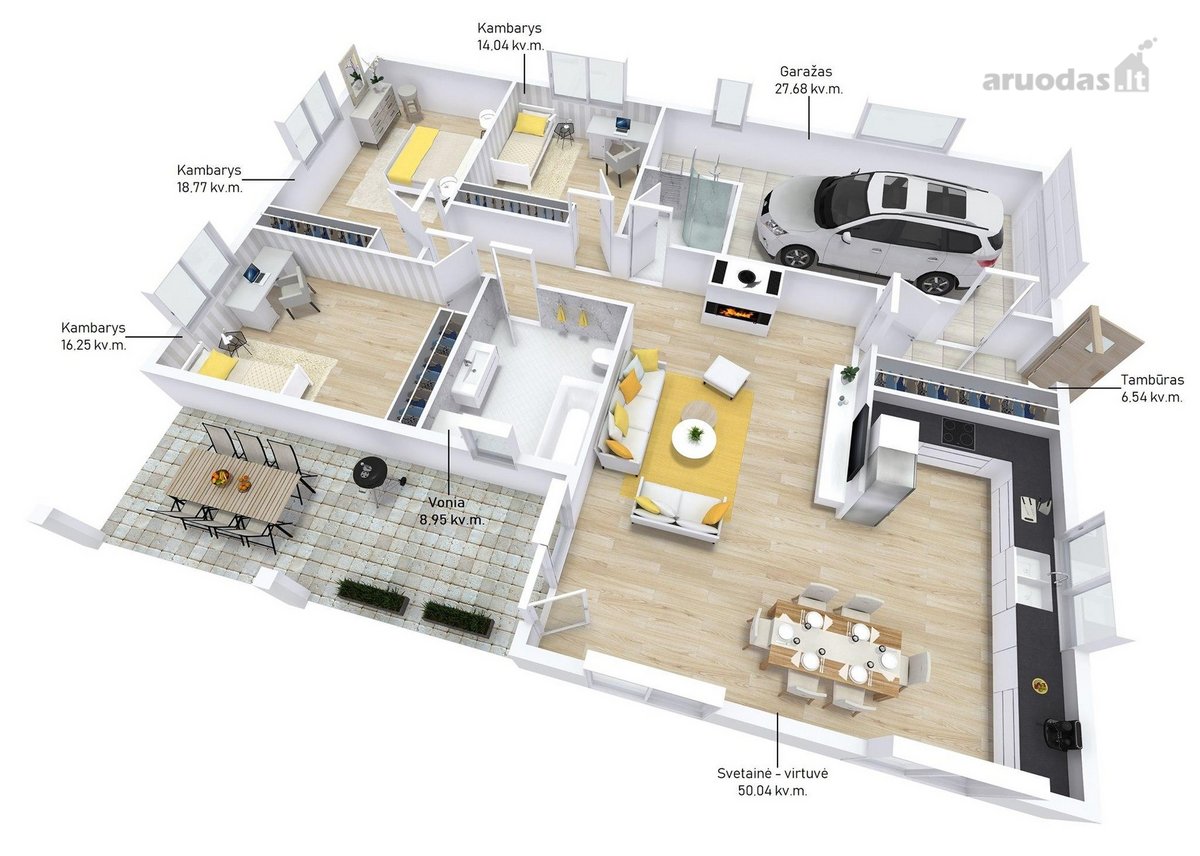 Kambarys
14,04 kv.m.
aruodas.lt
Garažas
27,68 kv.m.
Kambarys
18,77 kv.m.
Kambarys
16,25 kv.m.
Tambūras
6,54 kv.m.
Vonia
8,95 kv.m.
Svetainė - virtuvė
50,04 kv.m.